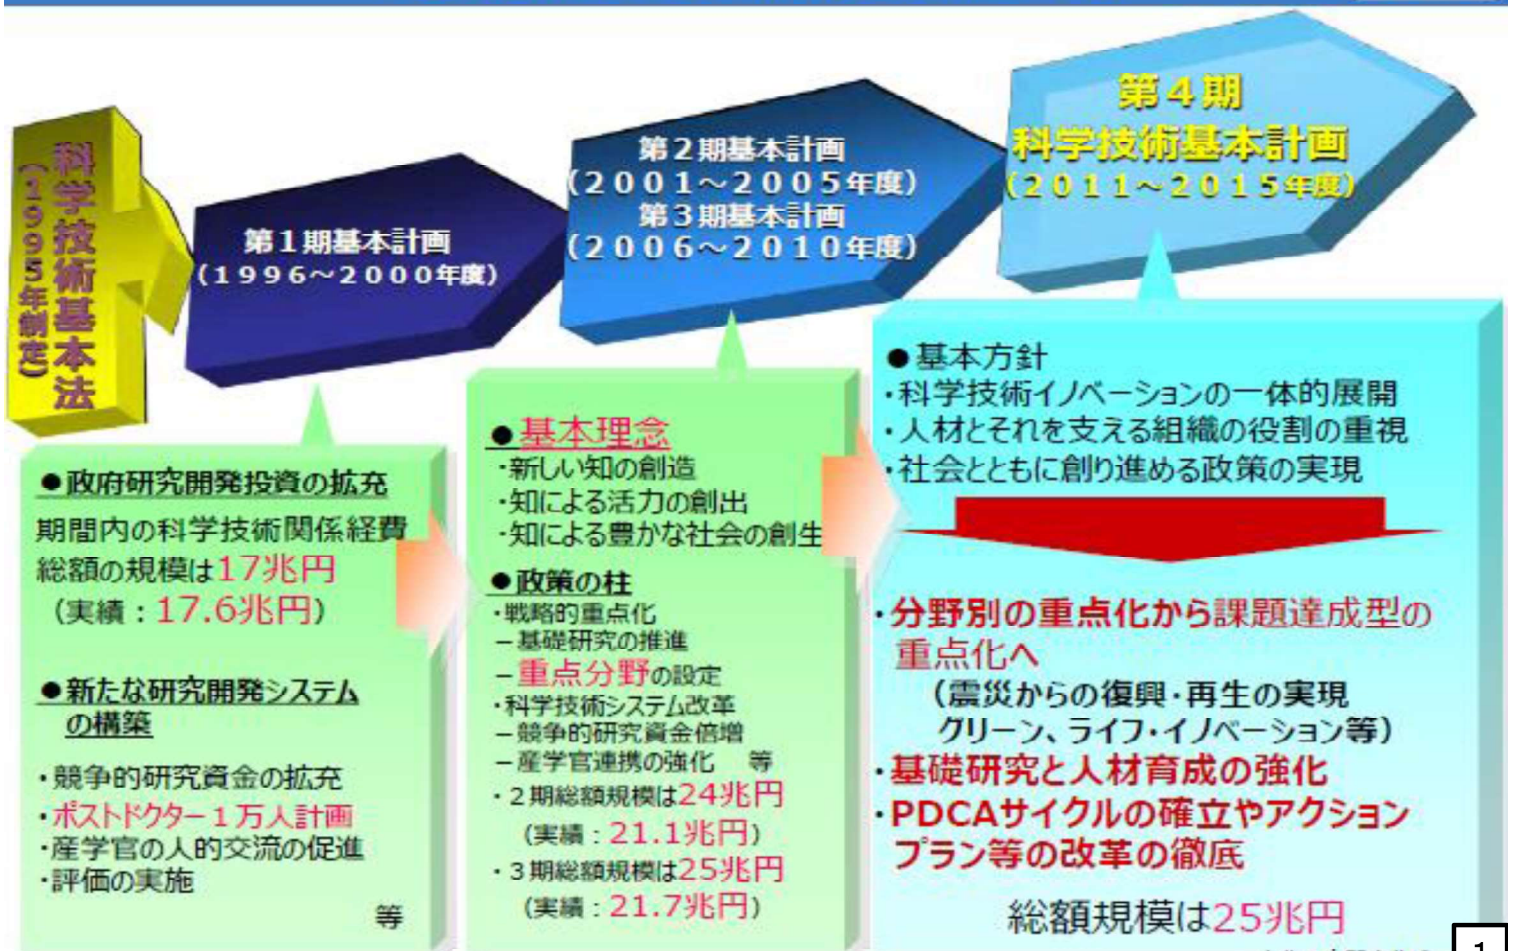 科学技術基本法
(1995年制定)
第1期基本計画
(1996～2000年度)
第2期基本計画
(2001～2005年度)
第3期基本計画
(2006～2010年度)
第4期
科学技術基本計画
(2011～2015年度)
●政府研究開発投資の拡充
期間内の科学技術関係経費
総額の規模は17兆円
(実績：17.6兆円)
●新たな研究開発システム
の構築
・競争的研究資金の拡充
・ポストドクター1万人計画
・産学官の人的交流の促進
・評価の実施
等
●基本理念
・新しい知の創造
・知による活力の創出
・知による豊かな社会の創生
●政策の柱
・戦略的重点化
－基礎研究の推進
－重点分野の設定
・科学技術システム改革
－競争的研究資金倍増
－産学官連携の強化　等
・2期総額規模は24兆円
(実績：21.1兆円)
・3期総額規模は25兆円
(実績：21.7兆円)
●基本方針
・科学技術イノベーションの一体的展開
・人材とそれを支える組織の役割の重視
・社会とともに創り進める政策の実現
・分野別の重点化から課題達成型の
重点化へ
(震災からの復興・再生の実現
グリーン、ライフ・イノベーション等)
・基礎研究と人材育成の強化
・PDCAサイクルの確立やアクション
プラン等の改革の徹底
総額規模は25兆円
1